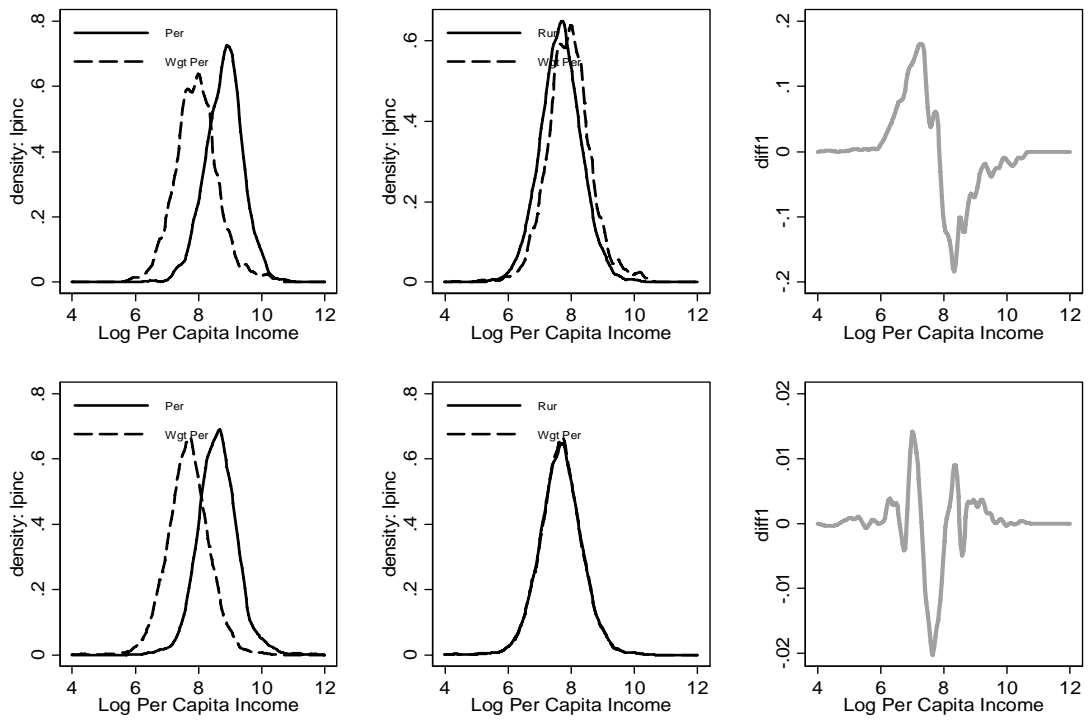 Per
Wgt Per
density: lpinc
0 .2 .4 .6 .8
4 6 8 10 12
Log Per Capita Income
Rur
Wgt Per
density: lpinc
0 .2 .4 .6
4 6 8 10 12
Log Per Capita Income
diff1
-.2 -.1 0 .1 .2
4 6 8 10 12
Log Per Capita Income
Per
Wgt Per
density: lpinc
0 .2 .4 .6 .8
4 6 8 10 12
Log Per Capita Income
Rur
Wgt Per
density: lpinc
0 .2 .4 .6 .8
4 6 8 10 12
Log Per Capita Income
diff1
-.02 -.01 0 .01 .02
4 6 8 10 12
Log Per Capita Income